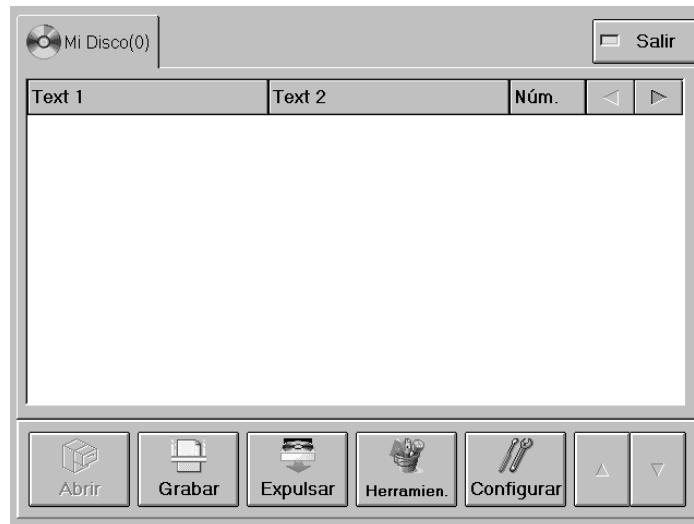 Mi Disco(0)
Salir
Text 1 Text 2 Núm.
Abrir Grabar Expulsar Herramien. Configurar